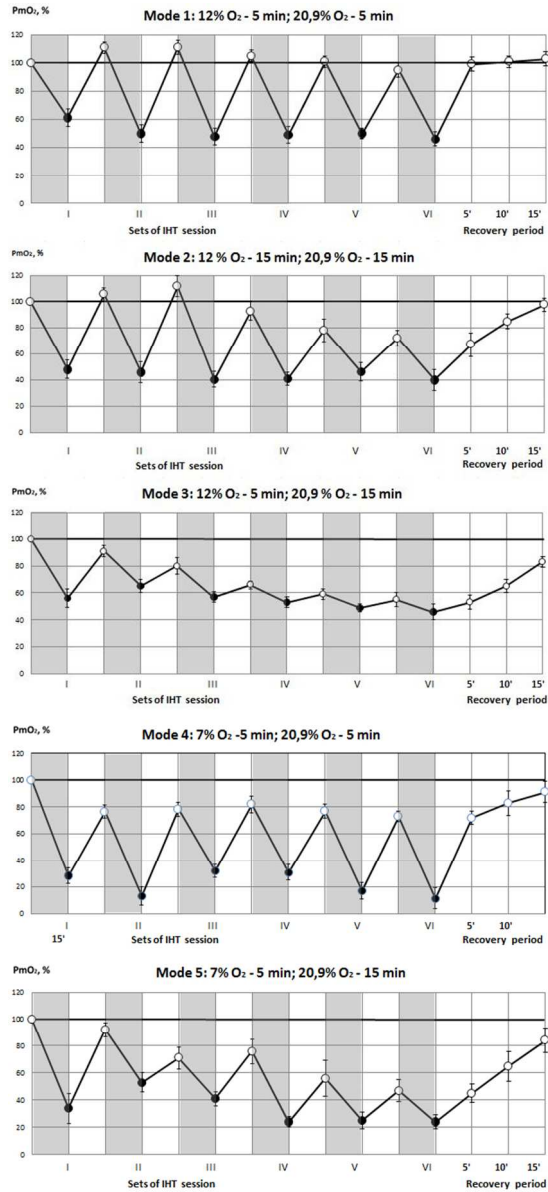 PmO₂, %
Mode 1: 12% O₂ - 5 min; 20,9% O₂ - 5 min
120
100
80
60
40
20
0
I II III IV V VI 5' 10' 15'
Sets of IHT session Recovery period
PmO₂, %
Mode 2: 12 % O₂ - 15 min; 20,9% O₂ - 15 min
120
100
80
60
40
20
0
I II III IV V VI 5' 10' 15'
Sets of IHT session Recovery period
PmO₂, %
Mode 3: 12% O₂ - 5 min; 20,9 % O₂ - 15 min
120
100
80
60
40
20
0
I II III IV V VI 5' 10' 15'
Sets of IHT session Recovery period
PmO₂, %
Mode 4: 7% O₂ -5 min; 20,9% O₂ - 5 min
120
100
80
60
40
20
0
I II III IV V VI 5' 10'
15' Sets of IHT session Recovery period
PmO₂, %
Mode 5: 7% O₂ - 5 min; 20,9% O₂ - 15 min
120
100
80
60
40
20
0
I II III IV V VI 5' 10' 15'
Sets of IHT session Recovery period